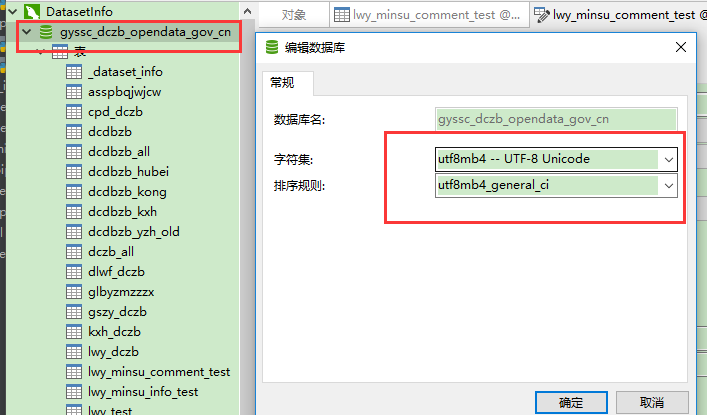 DatasetInfo
gyssc_dczb_opendata_gov_cn
表
_dataset_info
asspbqjwjcw
cpd_dczb
dcdbzb
dcdbzb_all
dcdbzb_hubei
dcdbzb_kong
dcdbzb_kxh
dcdbzb_yzh_old
dczb_all
dlwf_dczb
glbyzmzzzx
gszy_dczb
kxh_dczb
lwy_dczb
lwy_minsu_comment_test
lwy_minsu_info_test
lwy_test
对象
lwy_minsu_comment_test @...
lwy_minsu_comment_test @
编辑数据库
常规
数据库名: gyssc_dczb_opendata_gov_cn
字符集: utf8mb4 -- UTF-8 Unicode
排序规则: utf8mb4_general_ci
确定 取消